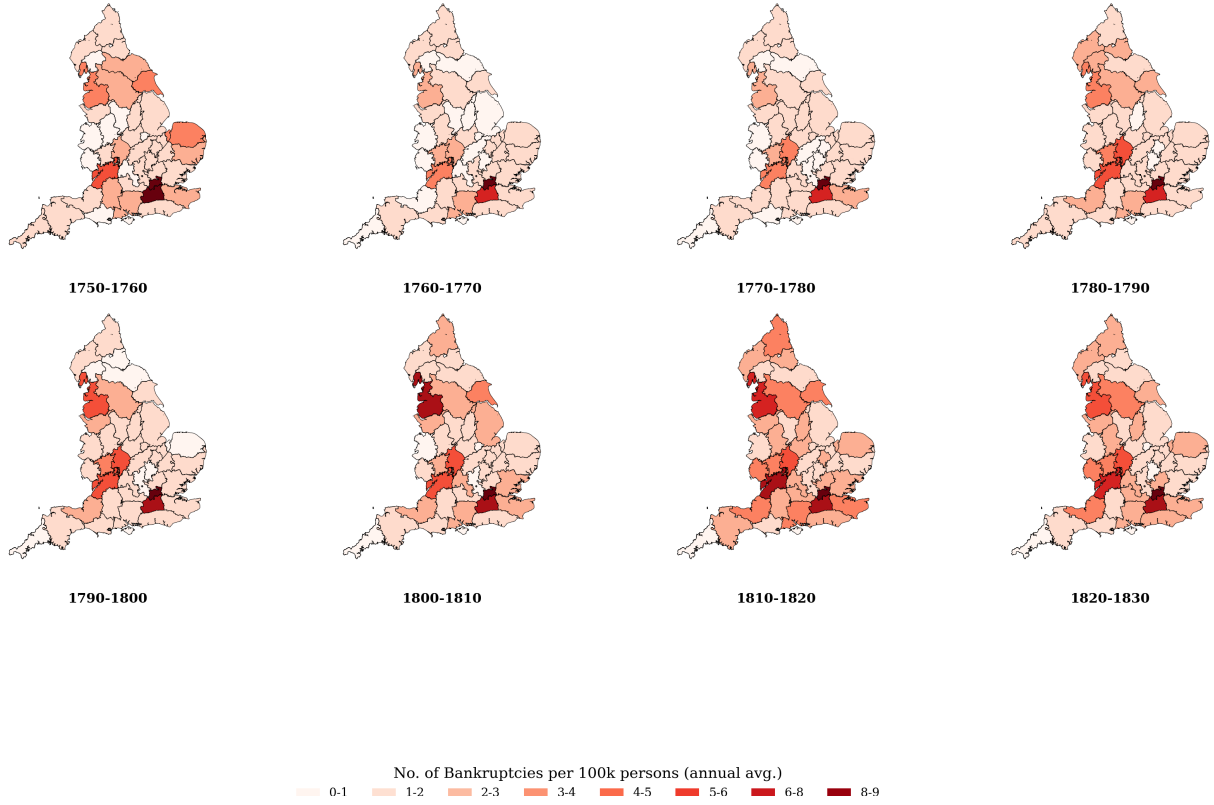 1750-1760 1760-1770 1770-1780 1780-1790
1790-1800 1800-1810 1810-1820 1820-1830
No. of Bankruptcies per 100k persons (annual avg.)
0-1 1-2 2-3 3-4 4-5 5-6 6-8 8-9